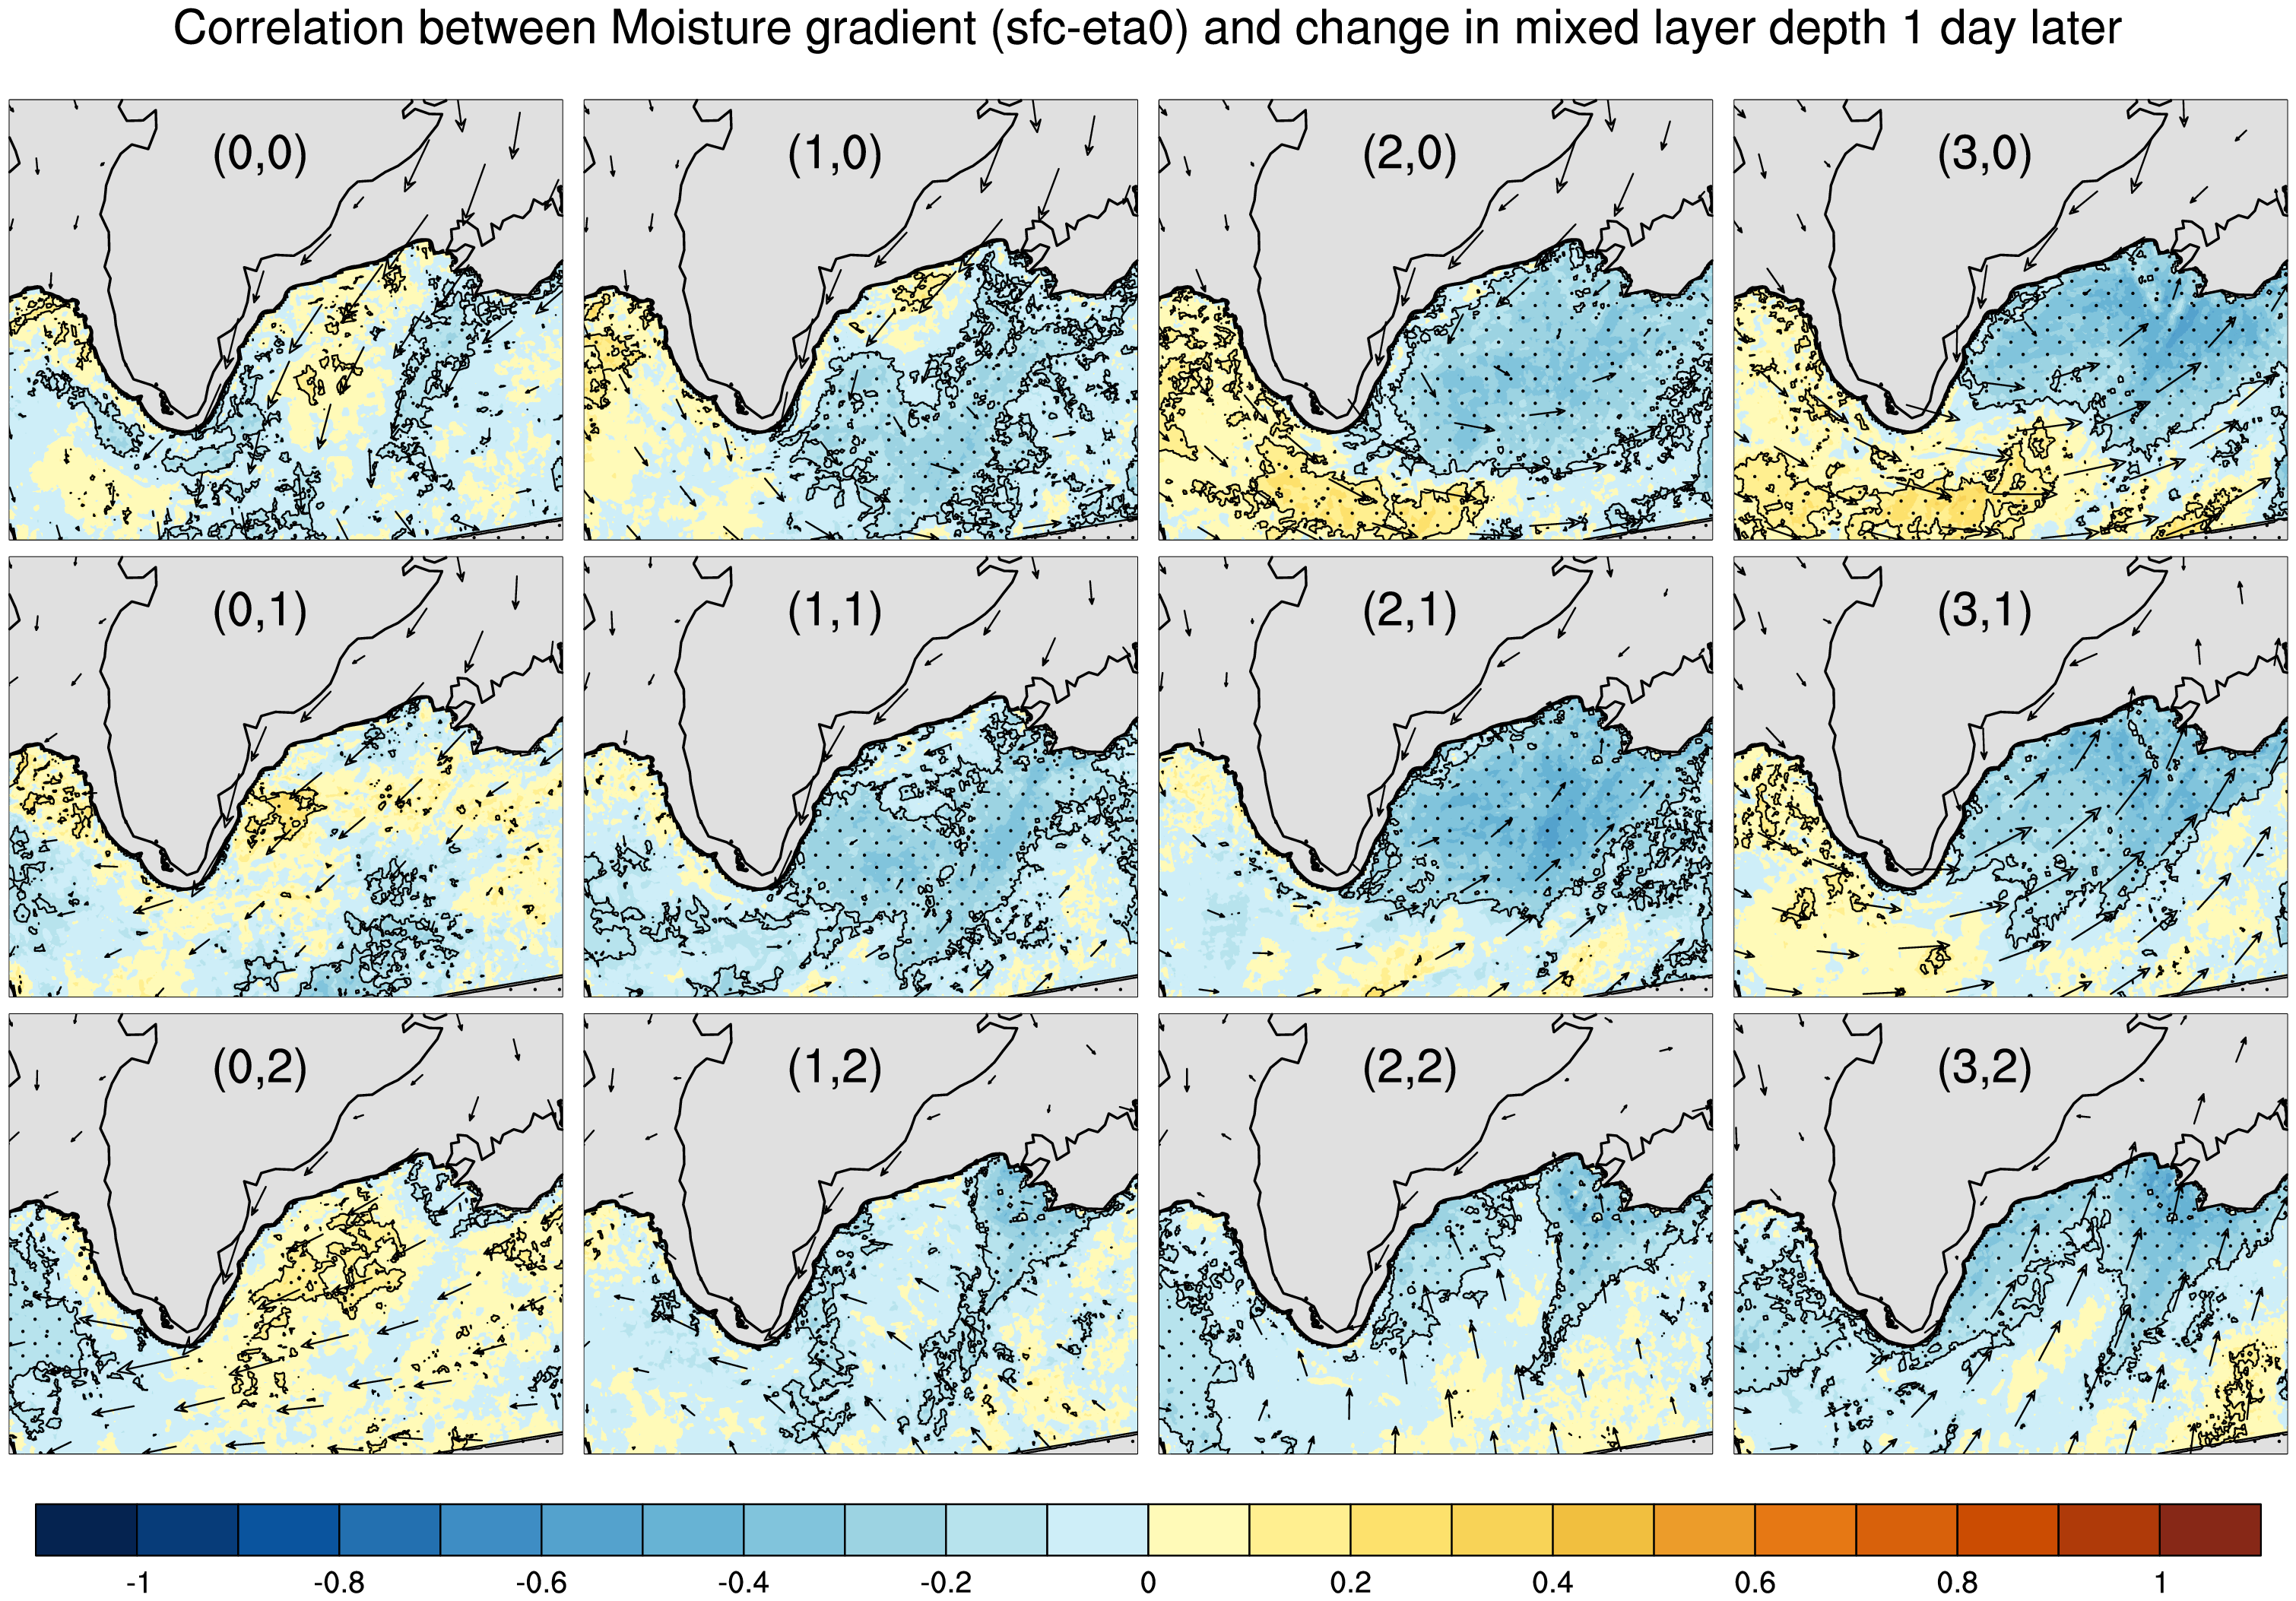 Correlation between Moisture gradient (sfc-eta0) and change in mixed layer depth 1 day later
(0,0) (1,0) (2,0) (3,0)
(0,1) (1,1) (2,1) (3,1)
(0,2) (1,2) (2,2) (3,2)
-1 -0.8 -0.6 -0.4 -0.2 0 0.2 0.4 0.6 0.8 1